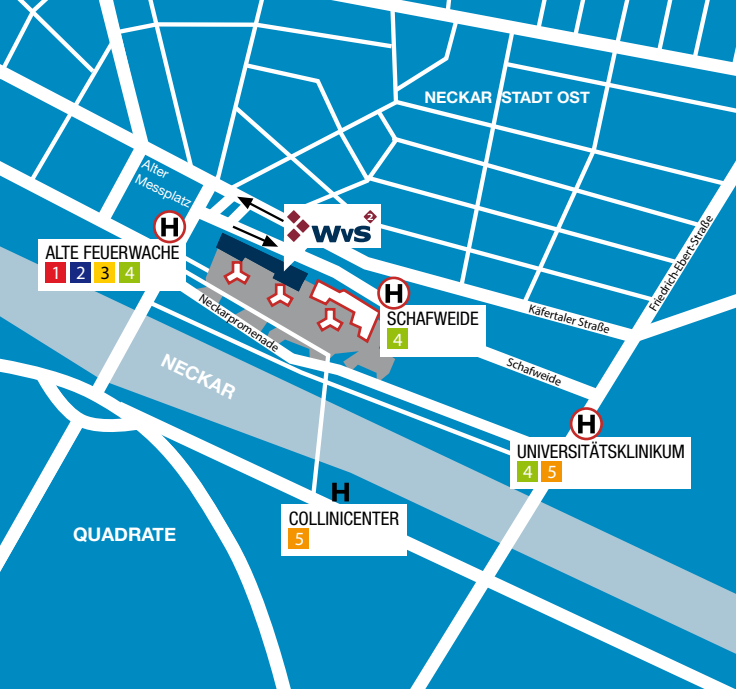 NECKAR STADT OST
Alter
Messplatz
H
2
WvS
ALTE FEUERWACHE
1 2 3 4
Friedrich-Ebert-Straße
H
SCHAFWEIDE
4
Käfertaler Straße
Neckarpromenade
Schafweide
NECKAR
H
UNIVERSITÄTSKLINIKUM
4 5
H
COLLINICENTER
5
QUADRATE